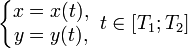 { x = x(t),
y = y(t), t ∈ [T₁; T₂]